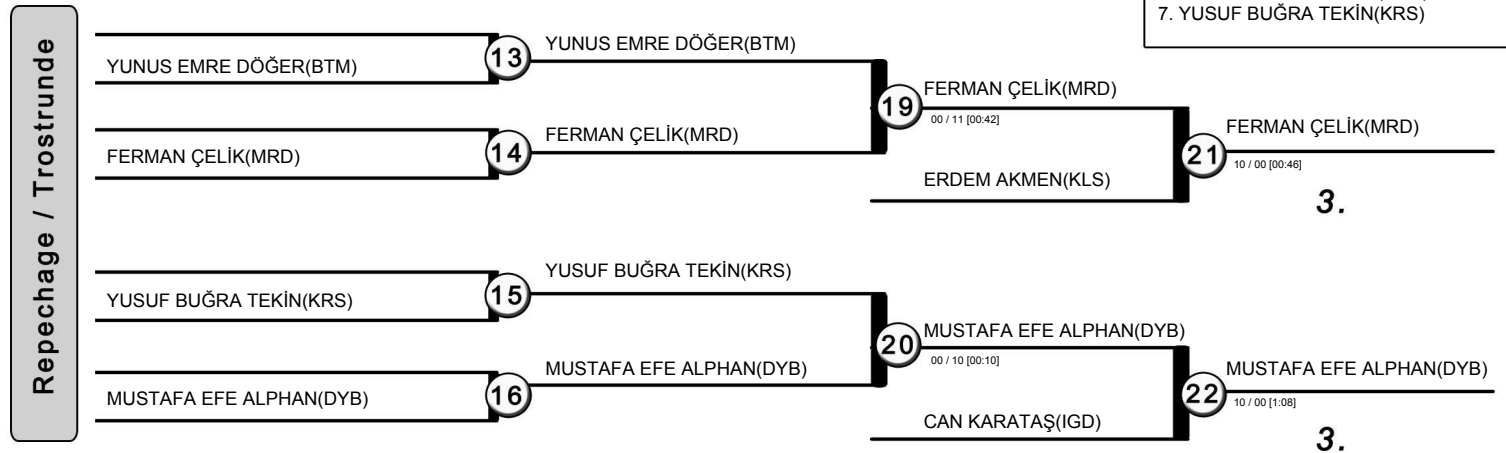 7. YUSUF BUĞRA TEKİN(KRS)
Repechage / Trostrunde
YUNUS EMRE DÖĞER(BTM)
13
YUNUS EMRE DÖĞER(BTM)
FERMAN ÇELİK(MRD)
14
FERMAN ÇELİK(MRD)
19
FERMAN ÇELİK(MRD)
00 / 11 [00:42]
ERDEM AKMEN(KLS)
21
FERMAN ÇELİK(MRD)
10 / 00 [00:46]
3.
YUSUF BUĞRA TEKİN(KRS)
15
YUSUF BUĞRA TEKİN(KRS)
MUSTAFA EFE ALPHAN(DYB)
16
MUSTAFA EFE ALPHAN(DYB)
20
MUSTAFA EFE ALPHAN(DYB)
00 / 10 [00:10]
CAN KARATAŞ(IGD)
22
MUSTAFA EFE ALPHAN(DYB)
10 / 00 [1:08]
3.